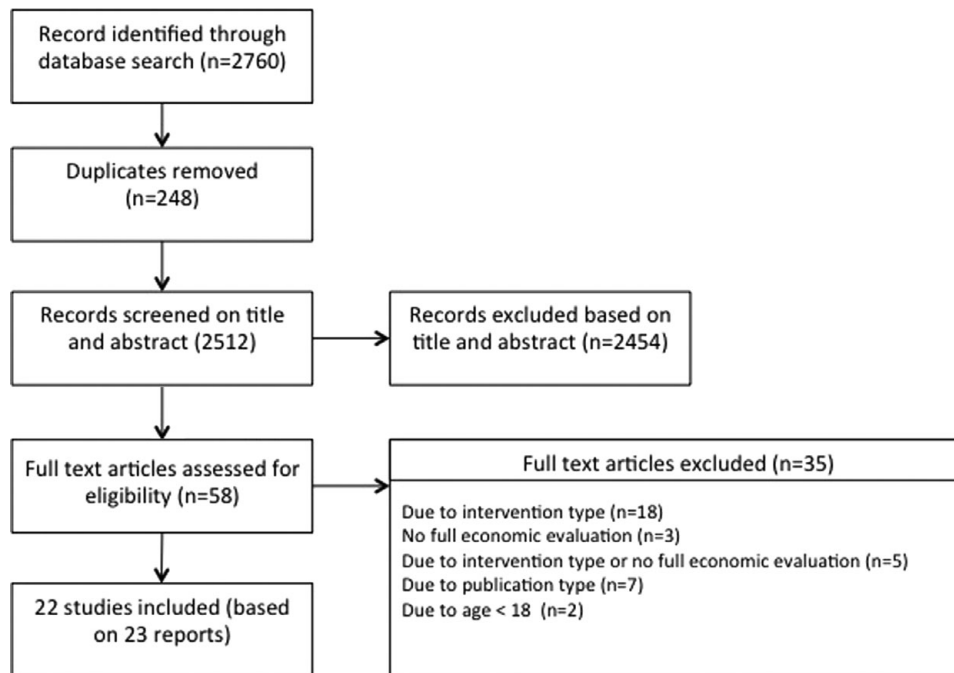 Record identified through
database search (n=2760)
Duplicates removed
(n=248)
Records screened on title
and abstract (2512)
Records excluded based on
title and abstract (n=2454)
Full text articles assessed for
eligibility (n=58)
Full text articles excluded (n=35)
Due to intervention type (n=18)
No full economic evaluation (n=3)
Due to intervention type or no full economic evaluation (n=5)
Due to publication type (n=7)
Due to age < 18 (n=2)
22 studies included (based
on 23 reports)